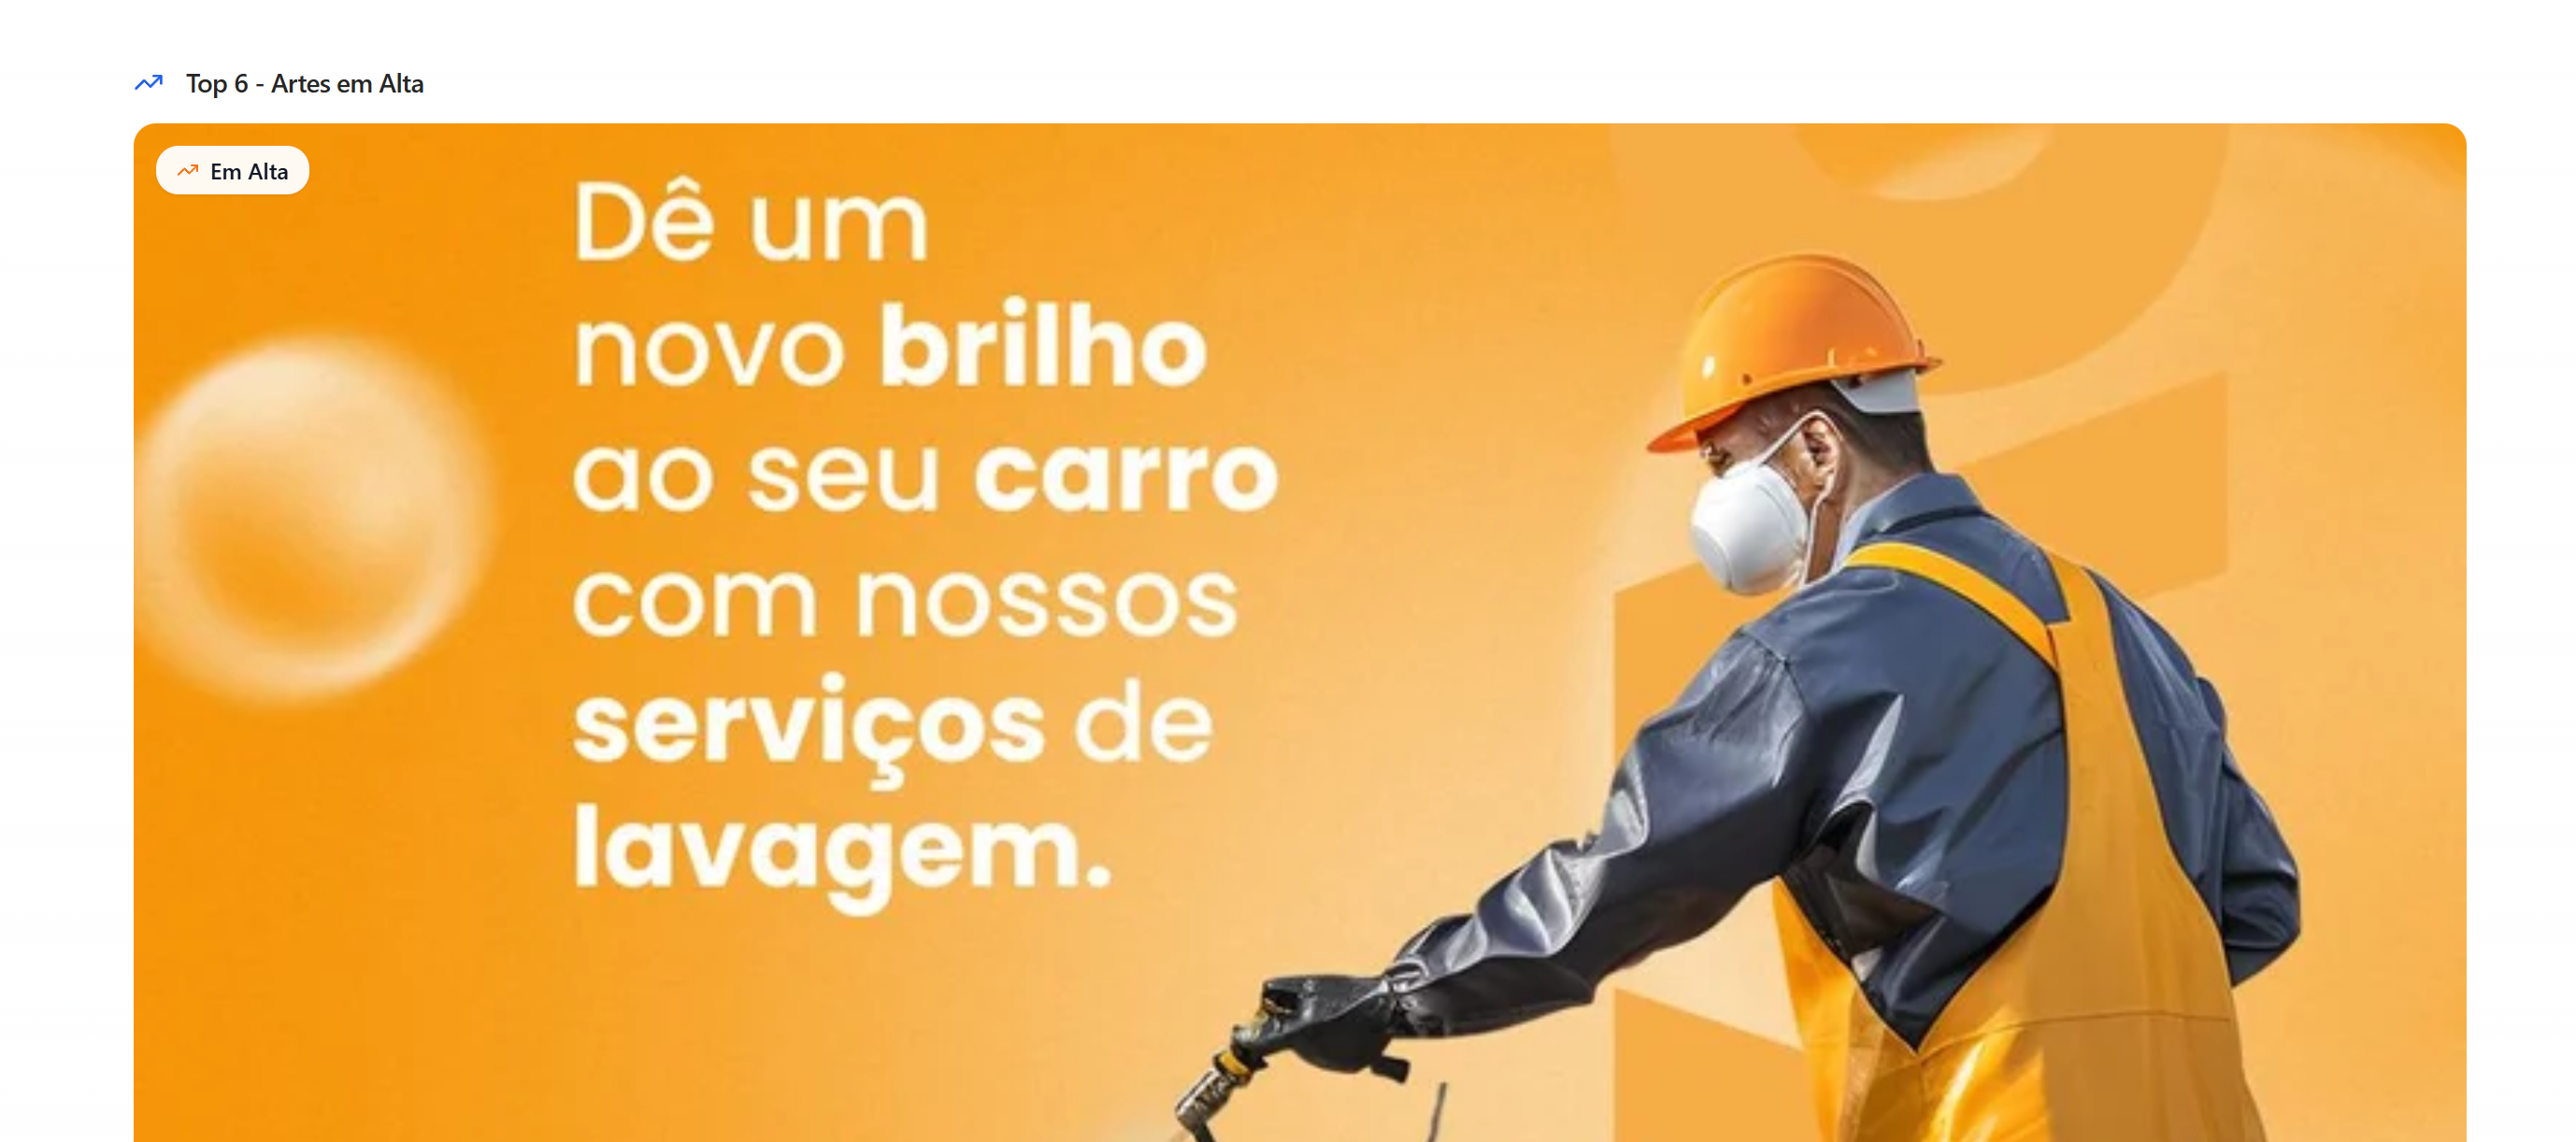 Top 6 - Artes em Alta
Em Alta
Dê um
novo brilho
ao seu carro
com nossos
serviços de
lavagem.